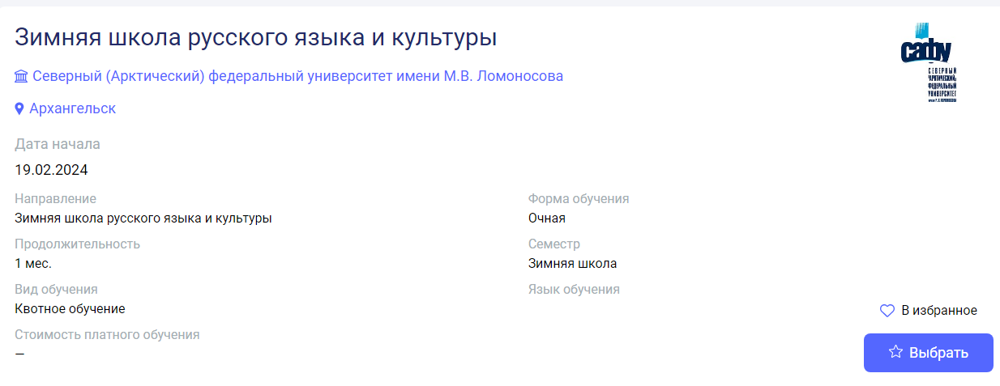 Зимняя школа русского языка и культуры
сафу
СЕВЕРНЫЙ
(АРКТИЧЕСКИЙ)
ФЕДЕРАЛЬНЫЙ
УНИВЕРСИТЕТ
Северный (Арктический) федеральный университет имени М.В. Ломоносова
Архангельск
Дата начала
19.02.2024
Направление
Зимняя школа русского языка и культуры
Форма обучения
Очная
Продолжительность
1 мес.
Семестр
Зимняя школа
Вид обучения
Квотное обучение
Язык обучения
Стоимость платного обучения
—
В избранное
Выбрать